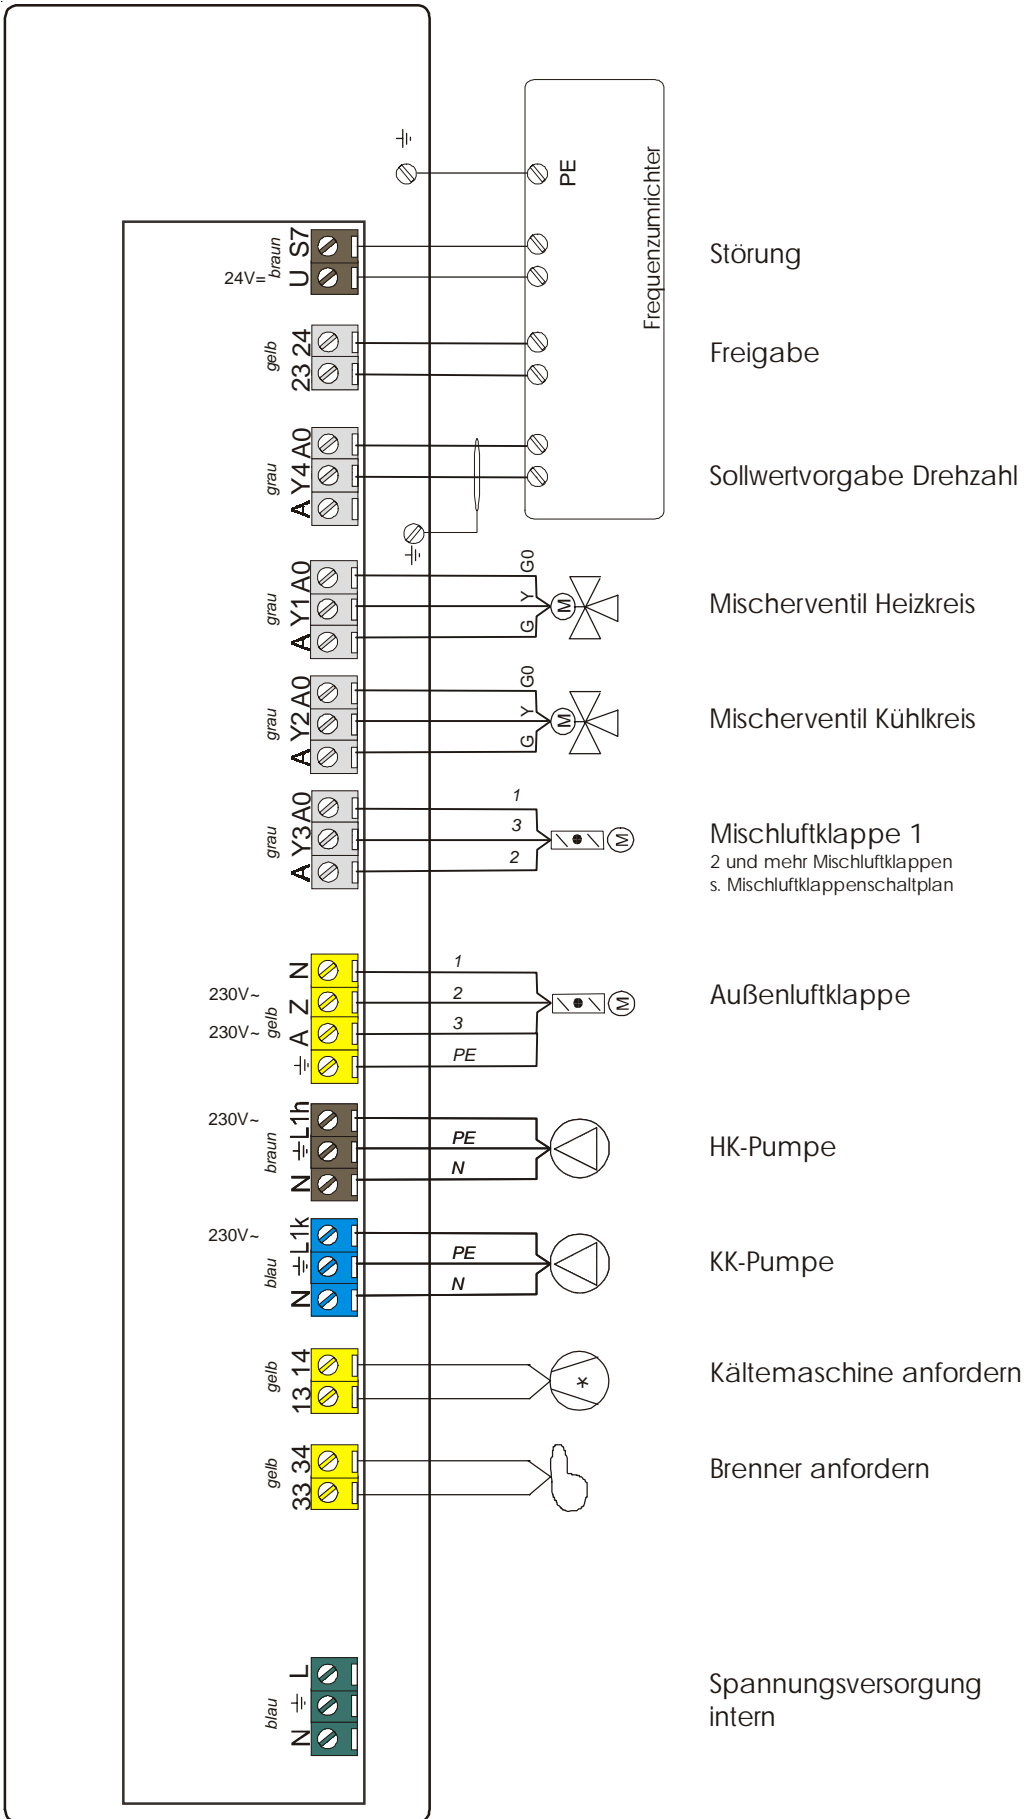 Frequenzumrichter
PE
24V=
braun
U S7
Störung
gelb
23 24
Freigabe
grau
A Y4 A0
Sollwertvorgabe Drehzahl
grau
A Y1 A0
G Y G0
M
Mischerventil Heizkreis
grau
A Y2 A0
G Y G0
M
Mischerventil Kühlkreis
grau
A Y3 A0
1
3
2
M
Mischluftklappe 1
2 und mehr Mischluftklappen
s. Mischluftklappenschaltplan
230V~
230V~
gelb
A Z N
1
2
3
PE
M
Außenluftklappe
230V~
braun
N L1h
PE
N
HK-Pumpe
230V~
blau
N L1k
PE
N
KK-Pumpe
gelb
13 14
*
Kältemaschine anfordern
gelb
33 34
Brenner anfordern
blau
N L
Spannungsversorgung
intern